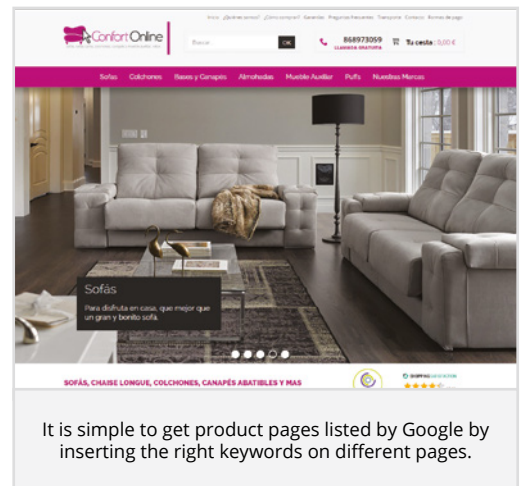 Inicio ¿Quiénes somos? ¿Cómo comprar? Garantías Preguntas frecuentes Transporte Contacto Formas de pago
Confort Online
Buscar...
OK
868973059
LLAMADA GRATUITA
Tu cesta : 0,00 €
Sofas Colchones Bases y Canapés Almohadas Mueble Auxiliar Puffs Nuestras Marcas
Sofás
Para disfruta en casa, que mejor que
un gran y bonito sofá.
SOFÁS, CHAISE LONGUE, COLCHONES, CANAPÉS ABATIBLES Y MAS
It is simple to get product pages listed by Google by
inserting the right keywords on different pages.